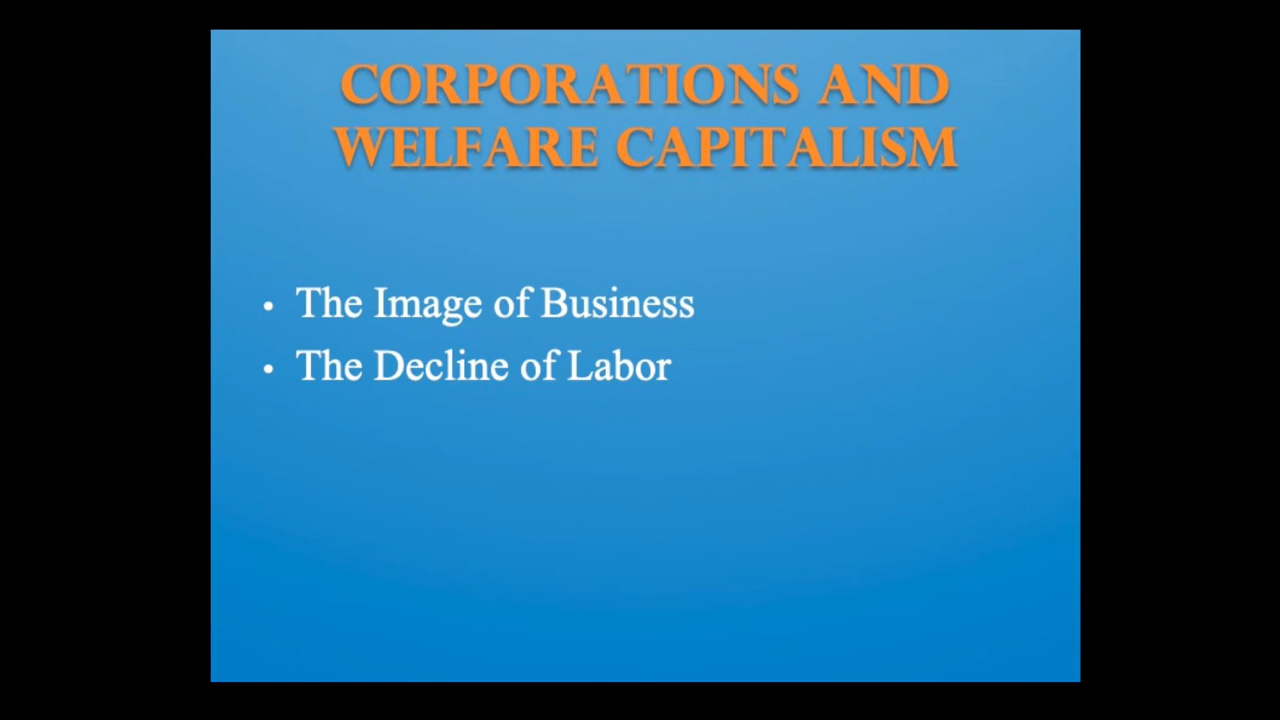 CORPORATIONS AND
WELFARE CAPITALISM
• The Image of Business
• The Decline of Labor